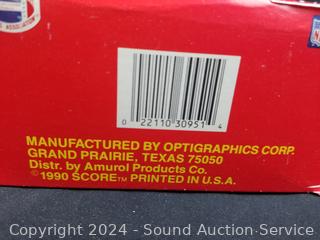 ASSOCIATION
0 22110 30951 4
MANUFACTURED BY OPTIGRAPHICS CORP.
GRAND PRAIRIE, TEXAS 75050
Distr. by Amurol Products Co.
©1990 SCORE™ PRINTED IN U.S.A.
Copyright 2024 - Sound Auction Service